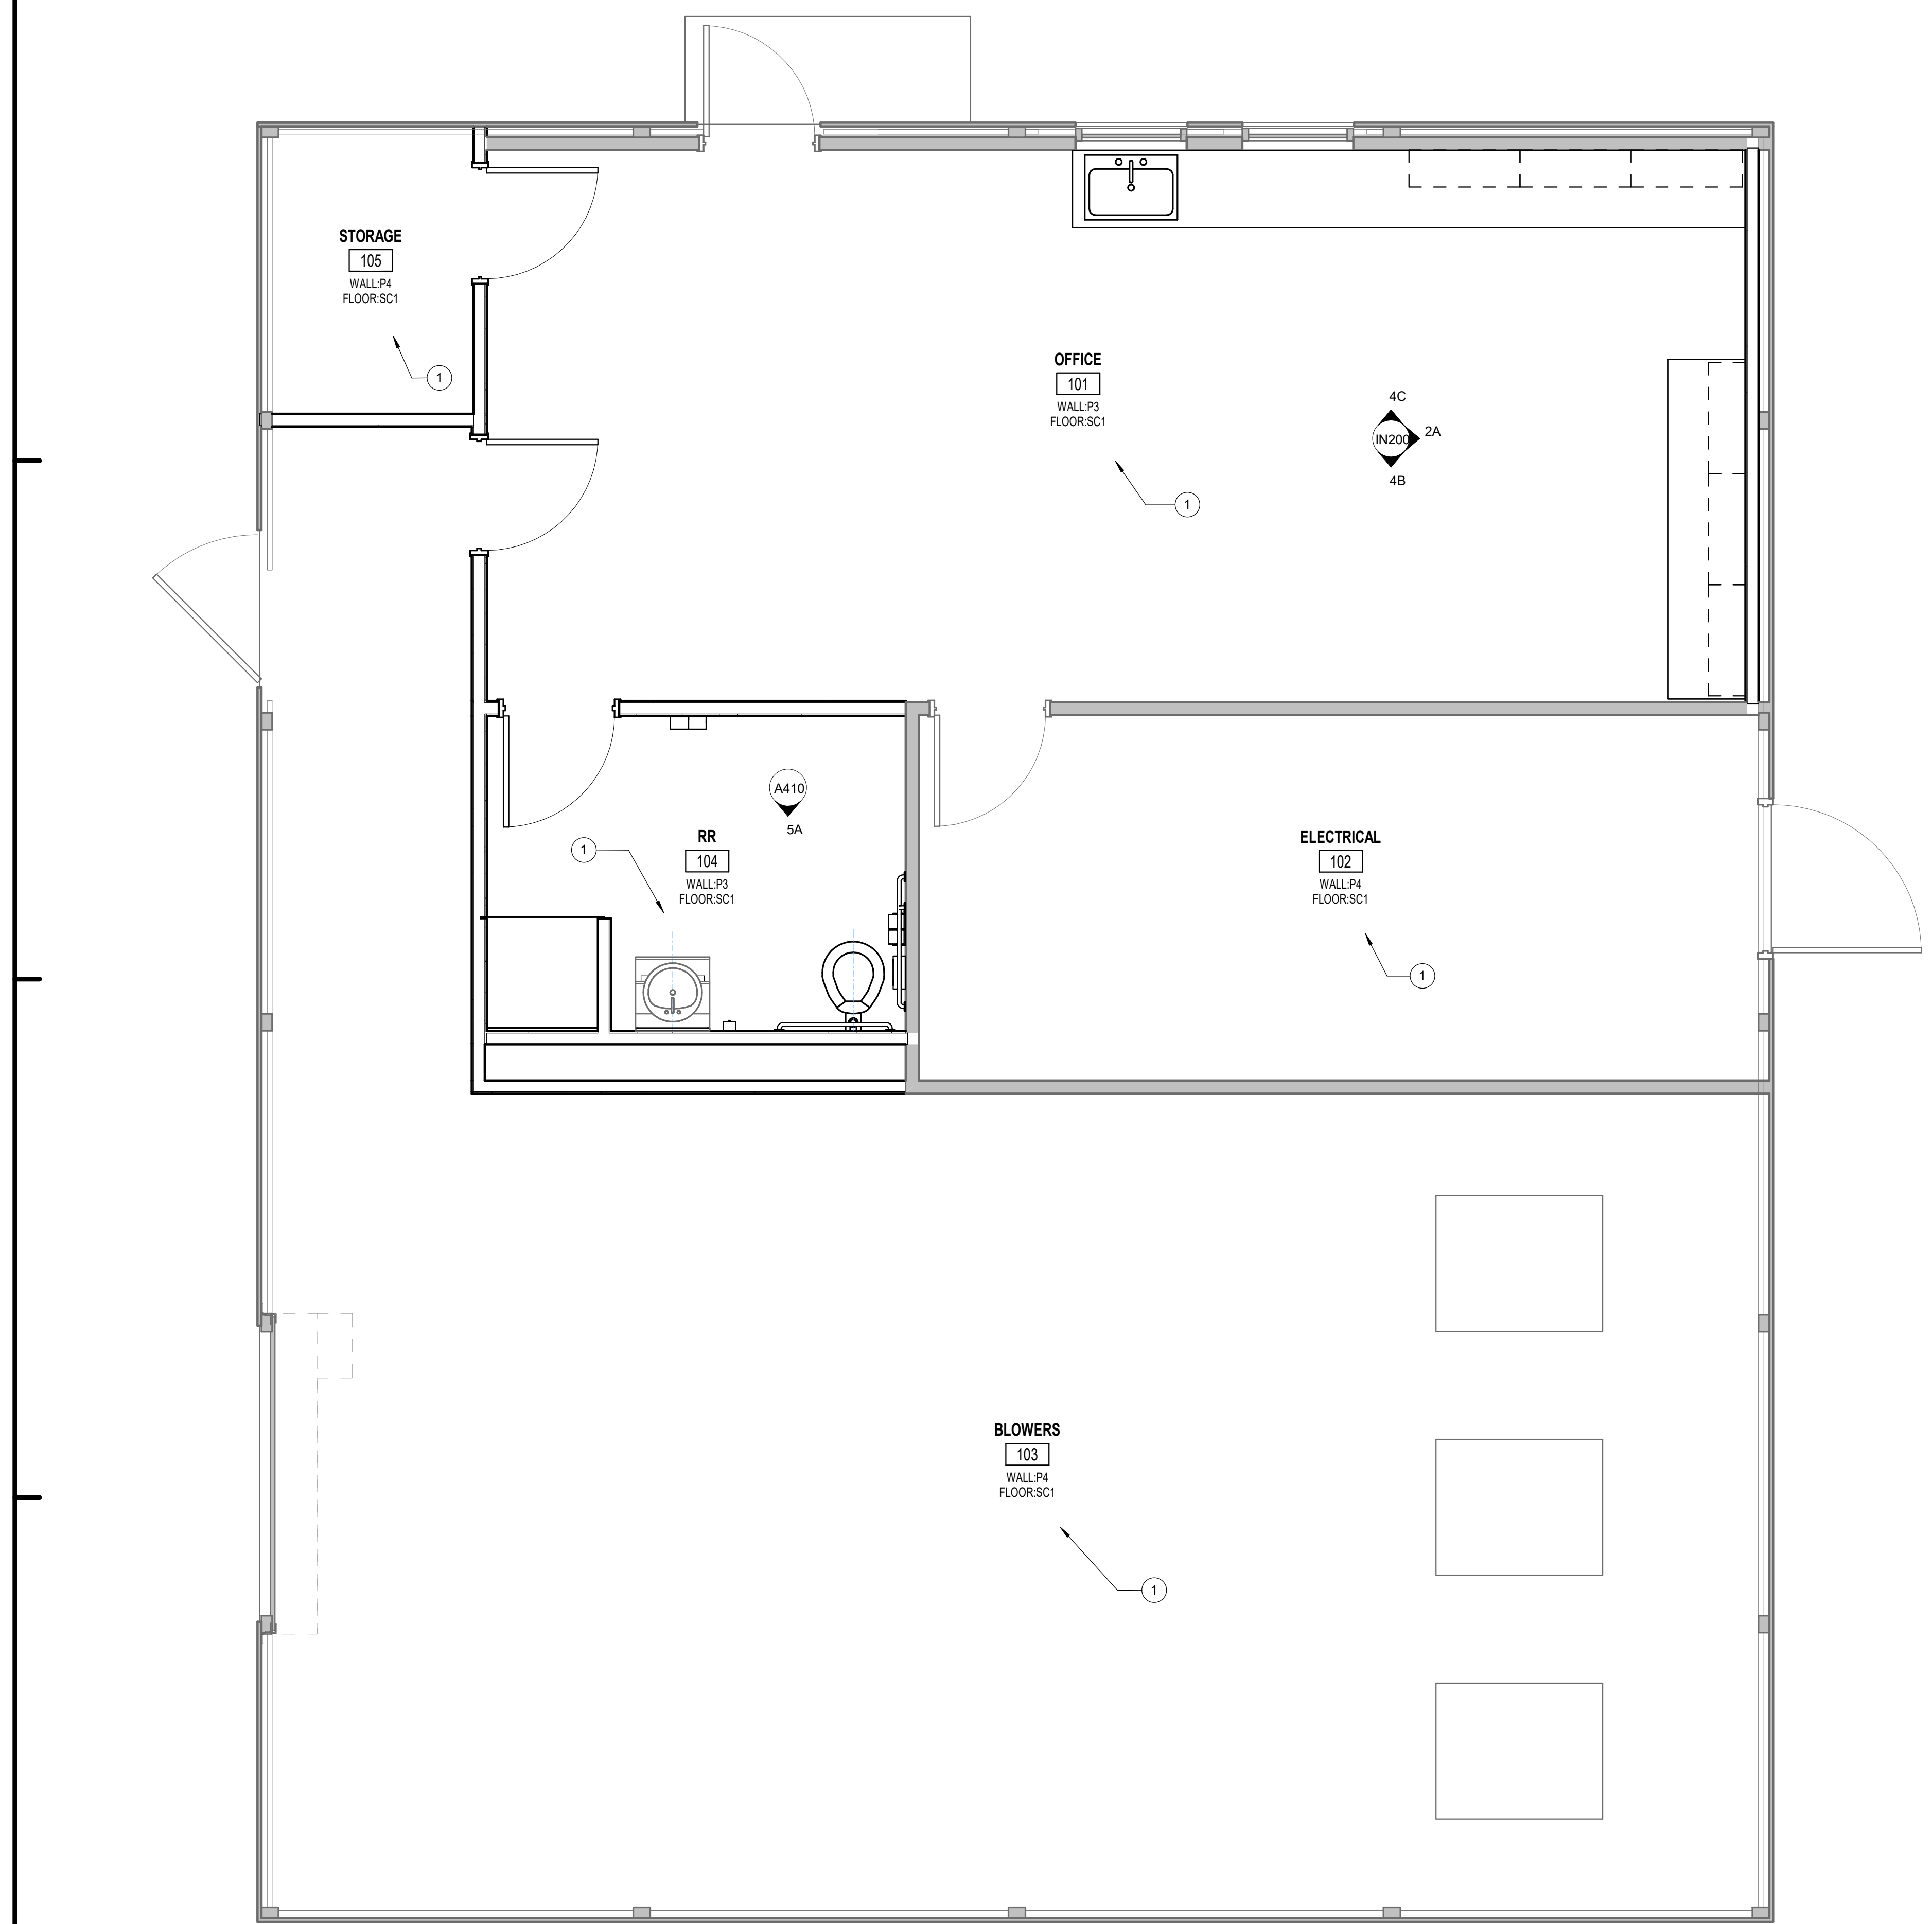 STORAGE
105
WALL:P4
FLOOR:SC1
1
OFFICE
101
WALL:P3
FLOOR:SC1
1
4C
IN200
2A
4B
A410
5A
1
RR
104
WALL:P3
FLOOR:SC1
ELECTRICAL
102
WALL:P4
FLOOR:SC1
1
BLOWERS
103
WALL:P4
FLOOR:SC1
1